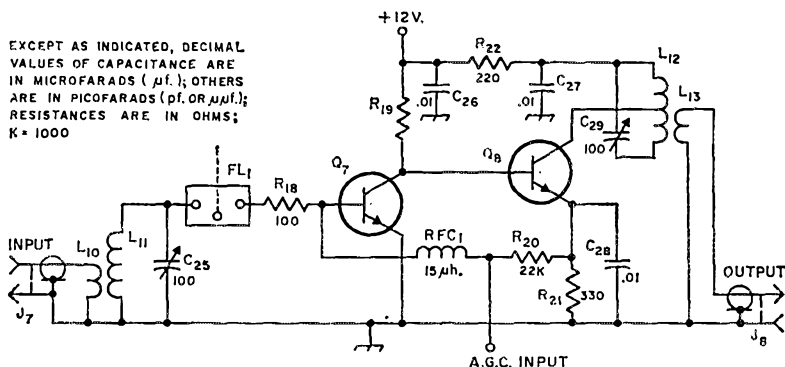 EXCEPT AS INDICATED, DECIMAL
VALUES OF CAPACITANCE ARE
IN MICROFARADS ( µf.); OTHERS
ARE IN PICOFARADS (pf. OR µµf.);
RESISTANCES ARE IN OHMS;
K = 1000
+12V.
R22
220
L12
L13
.01
C26
.01
C27
R19
C29
100
Q7
Q8
FL1
R18
100
INPUT
L10
L11
C25
100
J7
RFC1
15µh.
R20
22K
C28
.01
R21
330
OUTPUT
J8
A.G.C. INPUT